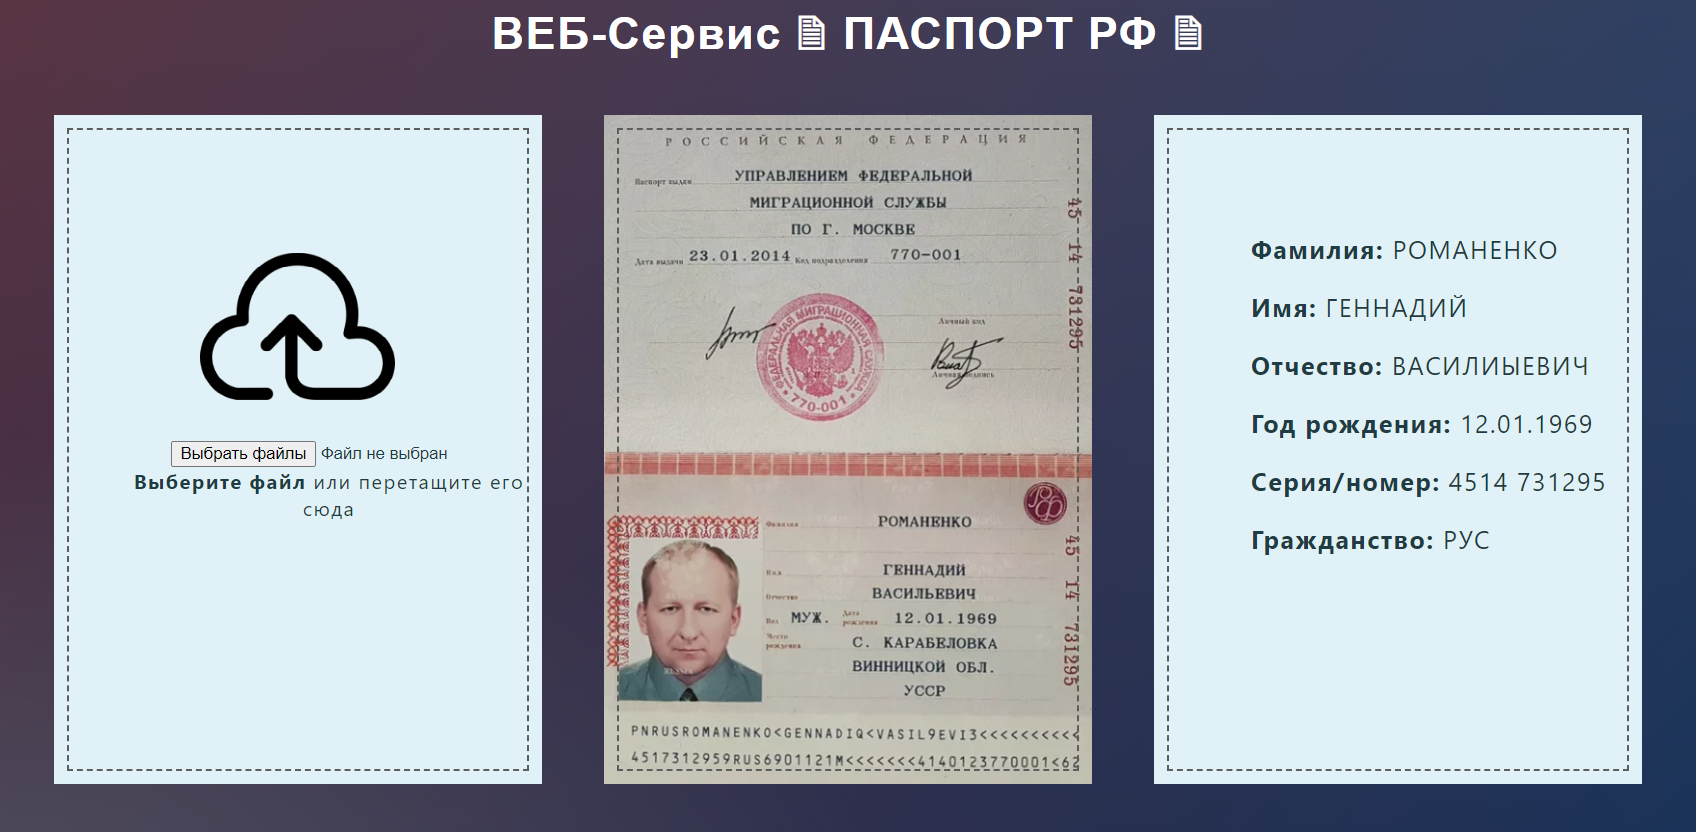 ВЕБ-Сервис ПАСПОРТ РФ
Выбрать файлы Файл не выбран
Выберите файл или перетащите его
сюда
РОССИЙСКАЯ ФЕДЕРАЦИЯ
Паспорт выдан УПРАВЛЕНИЕМ ФЕДЕРАЛЬНОЙ
МИГРАЦИОННОЙ СЛУЖБЫ
ПО Г. МОСКВЕ
Дата выдачи 23.01.2014 Код подразделения 770-001
45 14 731295
ФЕДЕРАЛЬНАЯ МИГРАЦИОННАЯ СЛУЖБА
770-001
Личный код
Личная подпись
РФ
Фамилия РОМАНЕНКО
Имя ГЕННАДИЙ
Отчество ВАСИЛЬЕВИЧ
Пол МУЖ. Дата рождения 12.01.1969
Место рождения С. КАРАБЕЛОВКА
ВИННИЦКОЙ ОБЛ.
УССР
45 14 731295
RUSSIA
PNRUSROMANENKO<GENNADIQ<VASIL9EVI3<<<<<<<<<<
4517312959RUS6901121M<<<<<<<4140123770001<62
Фамилия: РОМАНЕНКО
Имя: ГЕННАДИЙ
Отчество: ВАСИЛИЫЕВИЧ
Год рождения: 12.01.1969
Серия/номер: 4514 731295
Гражданство: РУС